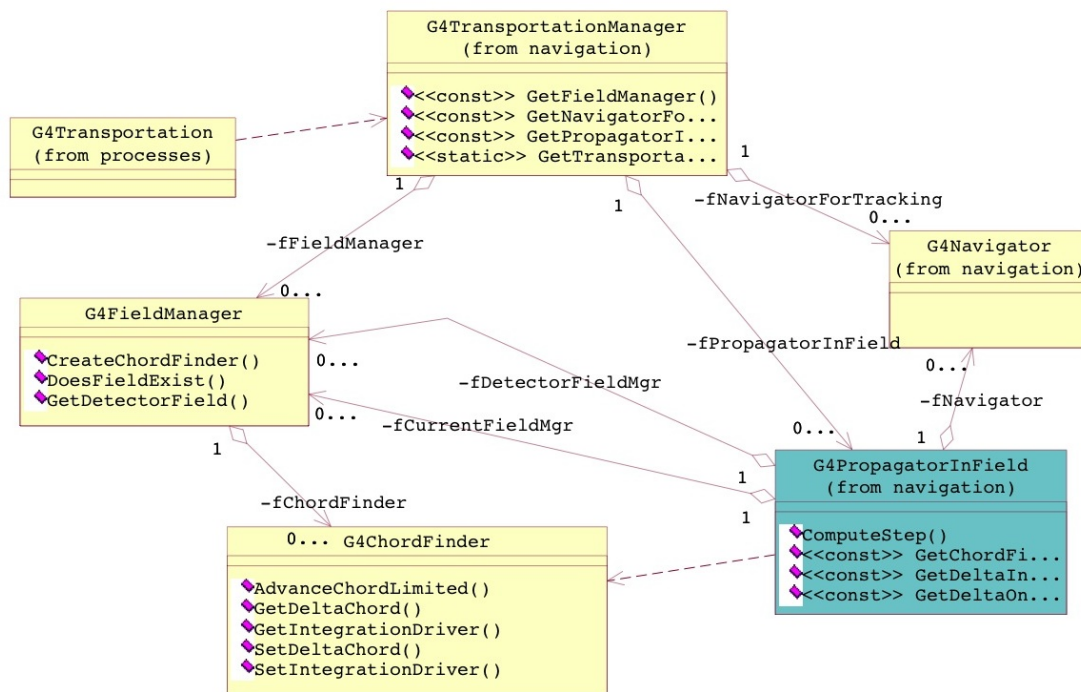 G4TransportationManager
(from navigation)
<<const>> GetFieldManager()
<<const>> GetNavigatorFo...
<<const>> GetPropagatorI...
<<static>> GetTransporta...
G4Transportation
(from processes)
1
1
1
-fNavigatorForTracking
0...
-fFieldManager
G4Navigator
(from navigation)
0...
G4FieldManager
CreateChordFinder()
DoesFieldExist()
GetDetectorField()
-fPropagatorInField
0...
0...
-fDetectorFieldMgr
0...
-fNavigator
-fCurrentFieldMgr
1
0...
1
G4PropagatorInField
(from navigation)
1
1
-fChordFinder
0...
G4ChordFinder
ComputeStep()
<<const>> GetChordFi...
<<const>> GetDeltaIn...
<<const>> GetDeltaOn...
AdvanceChordLimited()
GetDeltaChord()
GetIntegrationDriver()
SetDeltaChord()
SetIntegrationDriver()